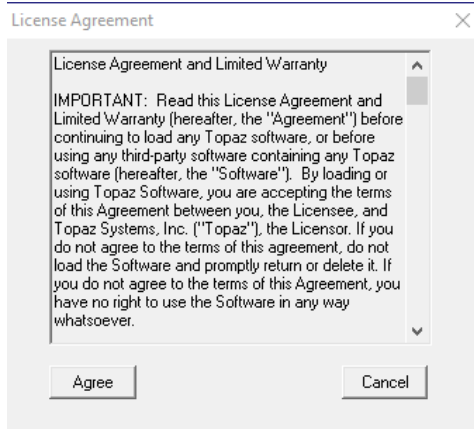 License Agreement
License Agreement and Limited Warranty
IMPORTANT:  Read this License Agreement and
Limited Warranty (hereafter, the "Agreement") before
continuing to load any Topaz software, or before
using any third-party software containing any Topaz
software (hereafter, the "Software").  By loading or
using Topaz Software, you are accepting the terms
of this Agreement between you, the Licensee, and
Topaz Systems, Inc. ("Topaz"), the Licensor. If you
do not agree to the terms of this agreement, do not
load the Software and promptly return or delete it. If
you do not agree to the terms of this Agreement, you
have no right to use the Software in any way
whatsoever.
Agree Cancel